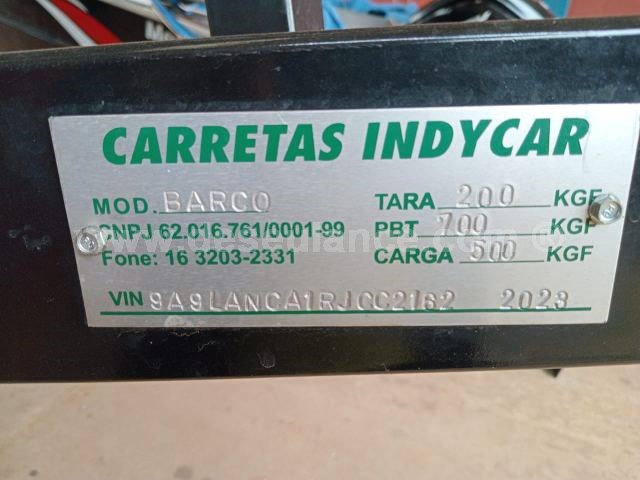 CARRETAS INDYCAR
MOD. BARCO TARA 200 KGF
CNPJ 62.016.761/0001-99 PBT 700 KGF
Fone: 16 3203-2331 CARGA 500 KGF
VIN 9A9LANCA1RJCC2162 2023